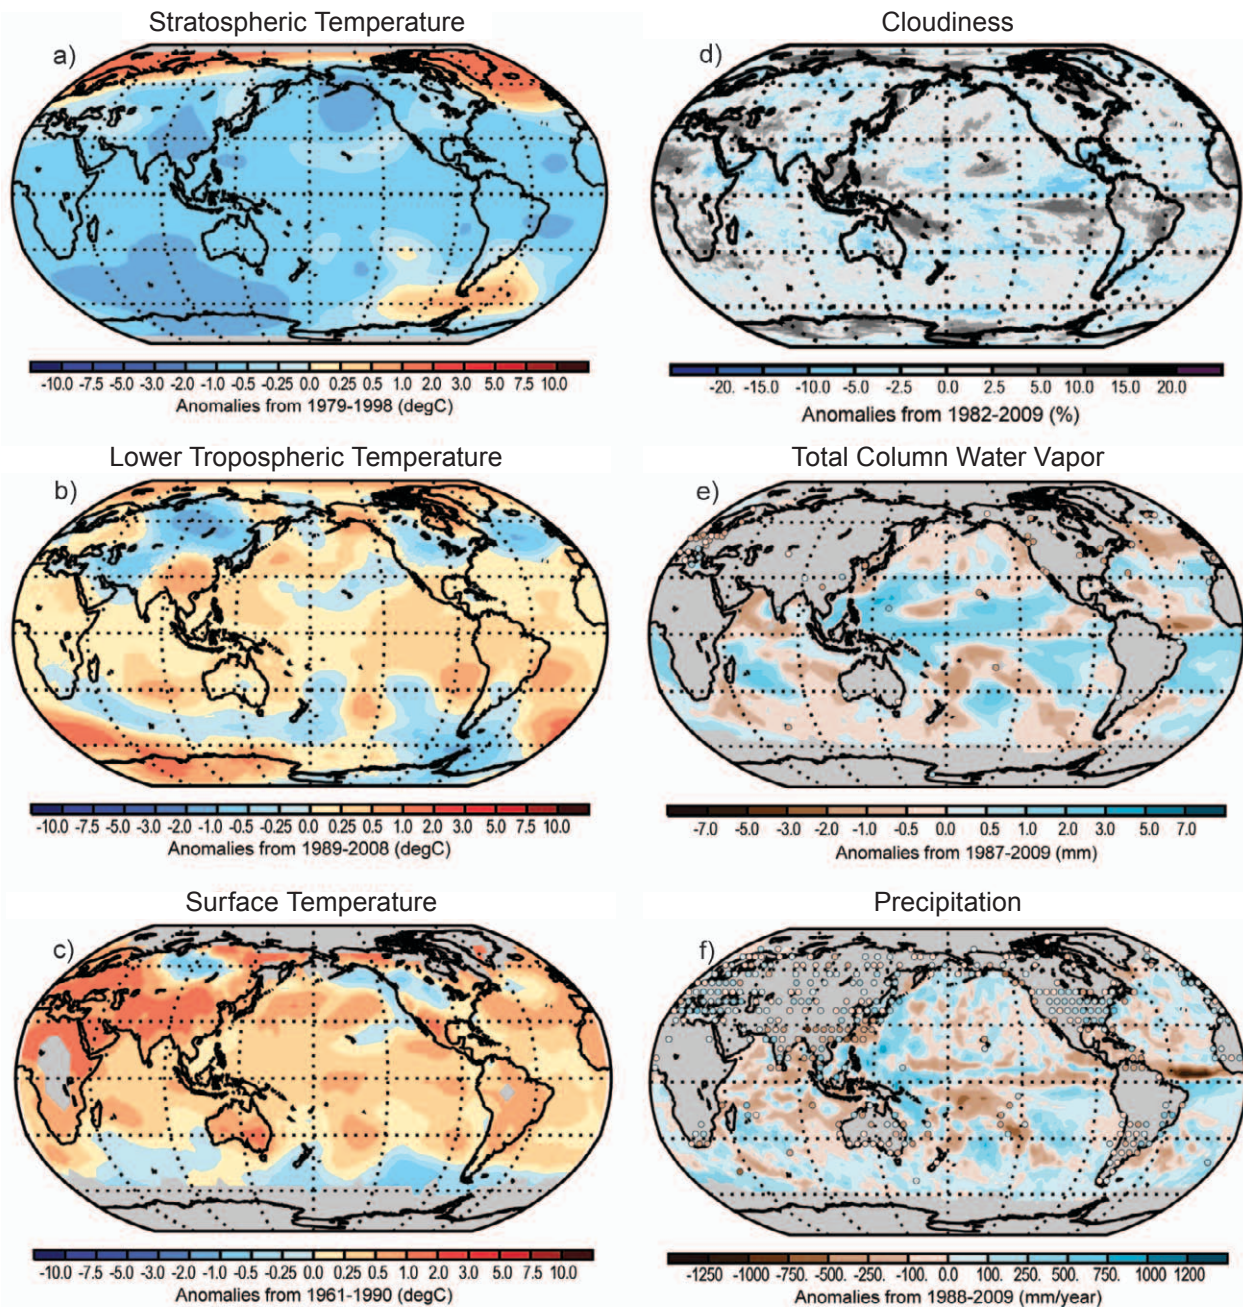 Stratospheric Temperature
a)
-10.0 -7.5 -5.0 -3.0 -2.0 -1.0 -0.5 -0.25 0.0 0.25 0.5 1.0 2.0 3.0 5.0 7.5 10.0
Anomalies from 1979-1998 (degC)
Lower Tropospheric Temperature
b)
-10.0 -7.5 -5.0 -3.0 -2.0 -1.0 -0.5 -0.25 0.0 0.25 0.5 1.0 2.0 3.0 5.0 7.5 10.0
Anomalies from 1989-2008 (degC)
Surface Temperature
c)
-10.0 -7.5 -5.0 -3.0 -2.0 -1.0 -0.5 -0.25 0.0 0.25 0.5 1.0 2.0 3.0 5.0 7.5 10.0
Anomalies from 1961-1990 (degC)
Cloudiness
d)
-20. -15.0 -10.0 -5.0 -2.5 0.0 2.5 5.0 10.0 15.0 20.0
Anomalies from 1982-2009 (%)
Total Column Water Vapor
e)
-7.0 -5.0 -3.0 -2.0 -1.0 -0.5 0.0 0.5 1.0 2.0 3.0 5.0 7.0
Anomalies from 1987-2009 (mm)
Precipitation
f)
-1250 -1000 -750. -500. -250. -100. 0.0 100. 250. 500. 750. 1000 1200
Anomalies from 1988-2009 (mm/year)